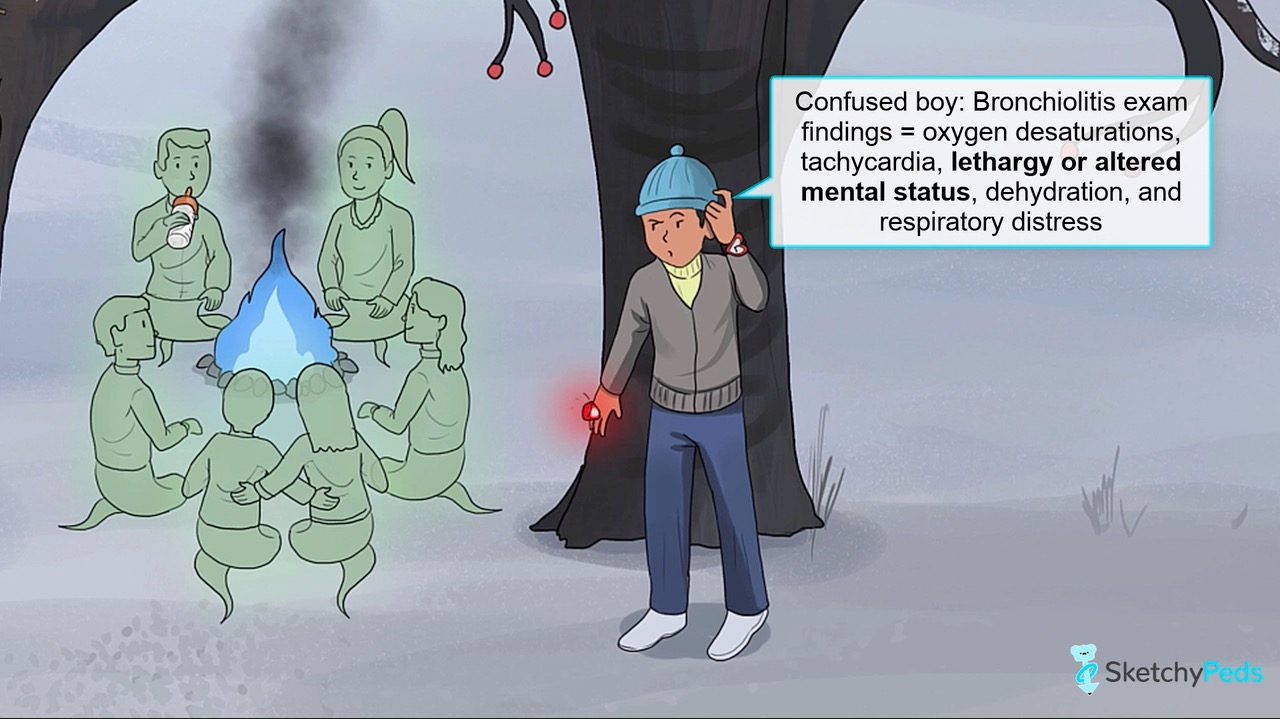 Confused boy: Bronchiolitis exam
findings = oxygen desaturations,
tachycardia, lethargy or altered
mental status, dehydration, and
respiratory distress
SketchyPeds